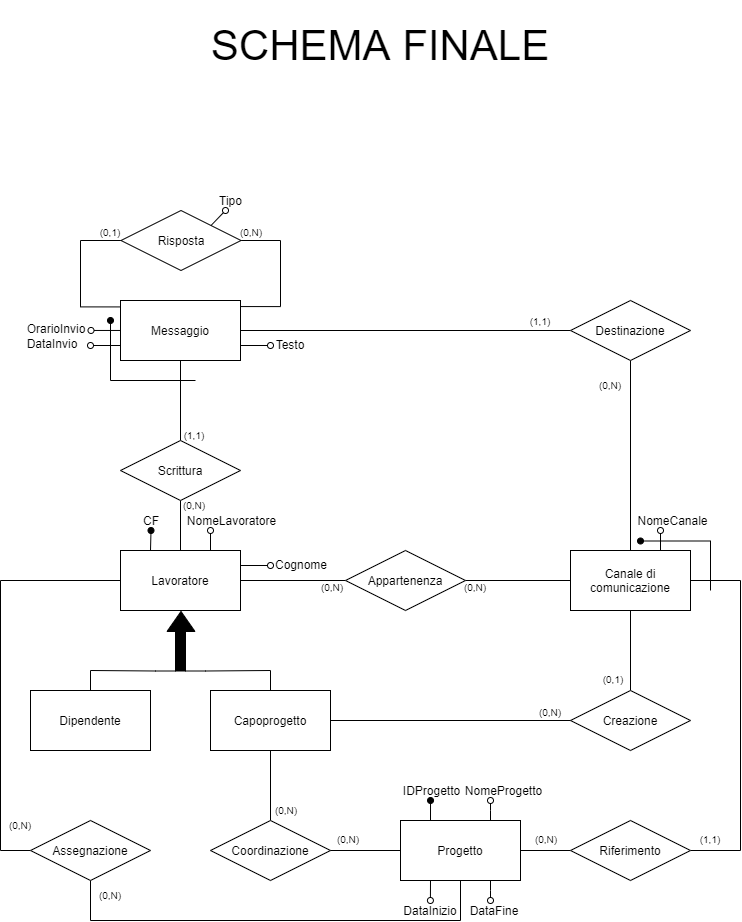 SCHEMA FINALE
Tipo
(0,1)
Risposta
(0,N)
OrarioInvio
DataInvio
Messaggio
Testo
(1,1)
Destinazione
(0,N)
(1,1)
Scrittura
(0,N)
CF
NomeLavoratore
NomeCanale
Lavoratore
Cognome
(0,N)
Appartenenza
(0,N)
Canale di
comunicazione
Dipendente
Capoprogetto
(0,N)
(0,1)
Creazione
IDProgetto
NomeProgetto
(0,N)
Assegnazione
(0,N)
(0,N)
Coordinazione
(0,N)
Progetto
(0,N)
Riferimento
(1,1)
DataInizio
DataFine